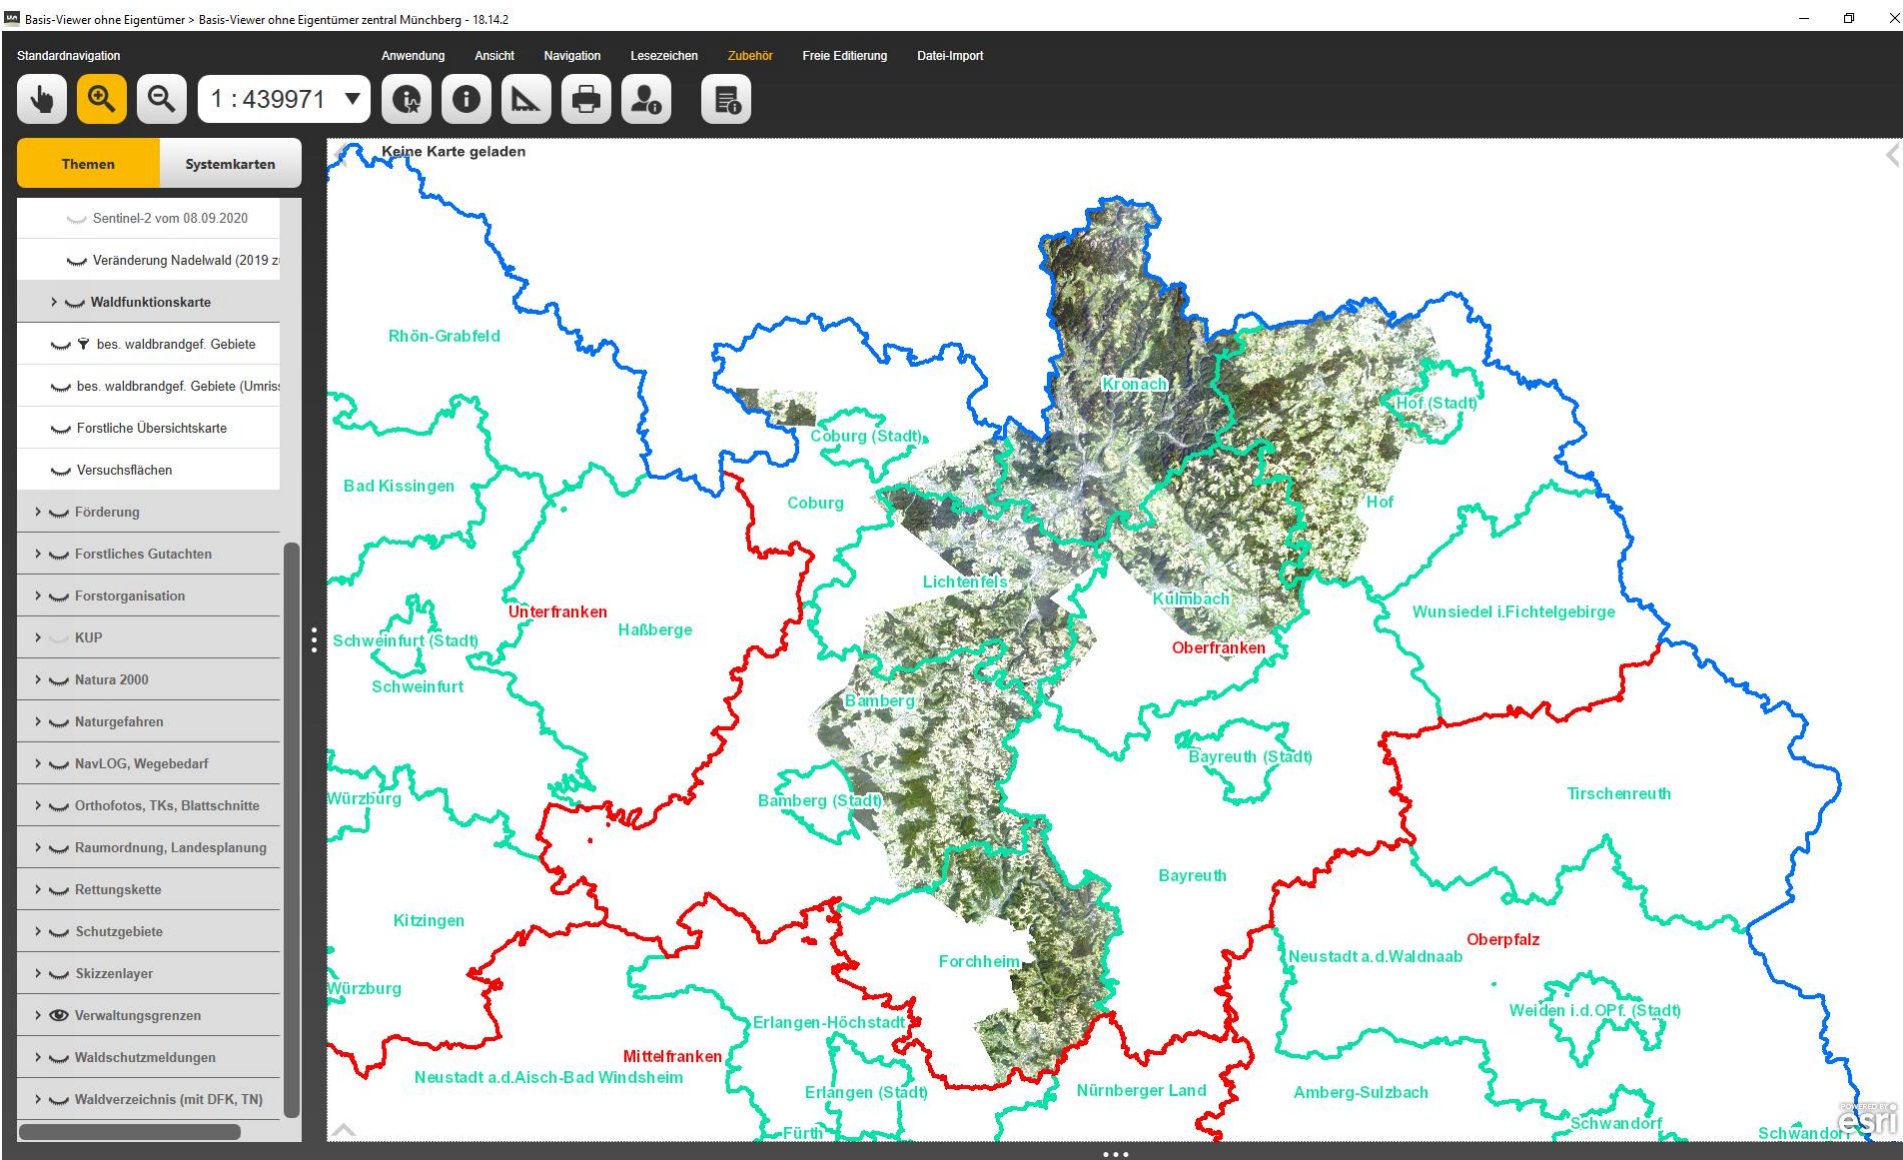 Basis-Viewer ohne Eigentümer > Basis-Viewer ohne Eigentümer zentral Münchberg - 18.14.2
Standardnavigation
Anwendung Ansicht Navigation Lesezeichen Zubehör Freie Editierung Datei-Import
1 : 439971
Themen Systemkarten
Keine Karte geladen
Sentinel-2 vom 08.09.2020
Veränderung Nadelwald (2019 z
Waldfunktionskarte
bes. waldbrandgef. Gebiete
bes. waldbrandgef. Gebiete (Umris
Forstliche Übersichtskarte
Versuchsflächen
Förderung
Forstliches Gutachten
Forstorganisation
KUP
Natura 2000
Naturgefahren
NavLOG, Wegebedarf
Orthofotos, TKs, Blattschnitte
Raumordnung, Landesplanung
Rettungskette
Schutzgebiete
Skizzenlayer
Verwaltungsgrenzen
Waldschutzmeldungen
Waldverzeichnis (mit DFK, TN)
Rhön-Grabfeld
Kronach
Hof (Stadt)
Coburg (Stadt)
Bad Kissingen
Coburg
Hof
Lichtenfels
Kulmbach
Unterfranken
Wunsiedel i.Fichtelgebirge
Haßberge
Schweinfurt (Stadt)
Oberfranken
Schweinfurt
Bamberg
Bayreuth (Stadt)
Tirschenreuth
Würzburg
Bamberg (Stadt)
Bayreuth
Kitzingen
Oberpfalz
Neustadt a.d.Waldnaab
Forchheim
Würzburg
Weiden i.d.OPf. (Stadt)
Erlangen-Höchstadt
Mittelfranken
Neustadt a.d.Aisch-Bad Windsheim
Erlangen (Stadt)
Nürnberger Land
Amberg-Sulzbach
Fürth
Schwandorf
Schwandorf
POWERED BY
esri